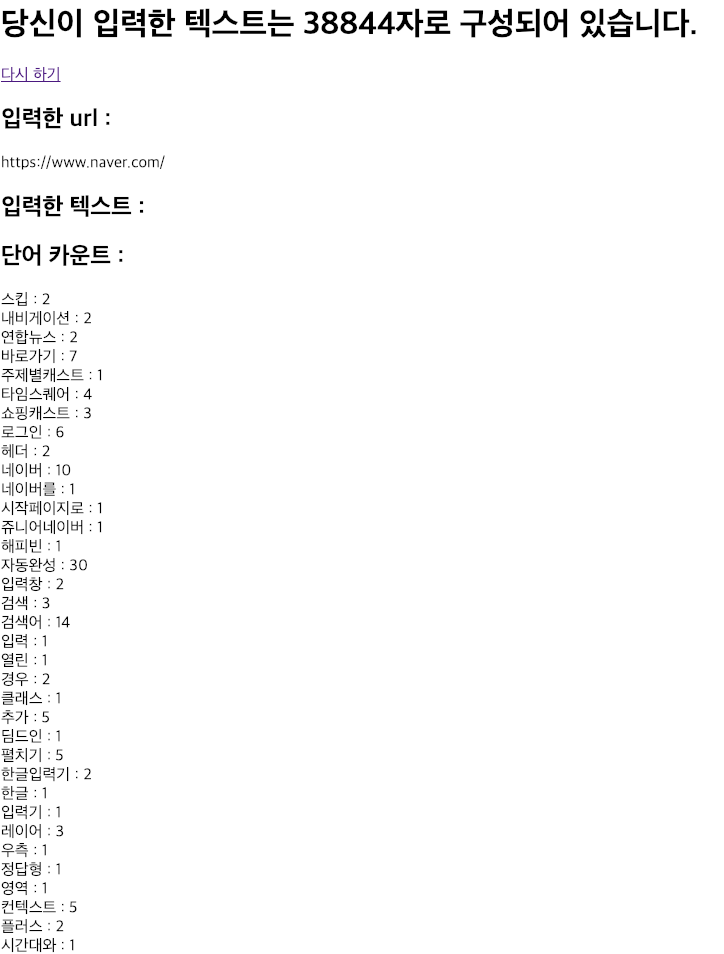 당신이 입력한 텍스트는 38844자로 구성되어 있습니다.
다시 하기
입력한 url :
https://www.naver.com/
입력한 텍스트 :
단어 카운트 :
스킵 : 2
내비게이션 : 2
연합뉴스 : 2
바로가기 : 7
주제별캐스트 : 1
타임스퀘어 : 4
쇼핑캐스트 : 3
로그인 : 6
헤더 : 2
네이버 : 10
네이버를 : 1
시작페이지로 : 1
쥬니어네이버 : 1
해피빈 : 1
자동완성 : 30
입력창 : 2
검색 : 3
검색어 : 14
입력 : 1
열린 : 1
경우 : 2
클래스 : 1
추가 : 5
딤드인 : 1
펼치기 : 5
한글입력기 : 2
한글 : 1
입력기 : 1
레이어 : 3
우측 : 1
정답형 : 1
영역 : 1
컨텍스트 : 5
플러스 : 2
시간대와 : 1